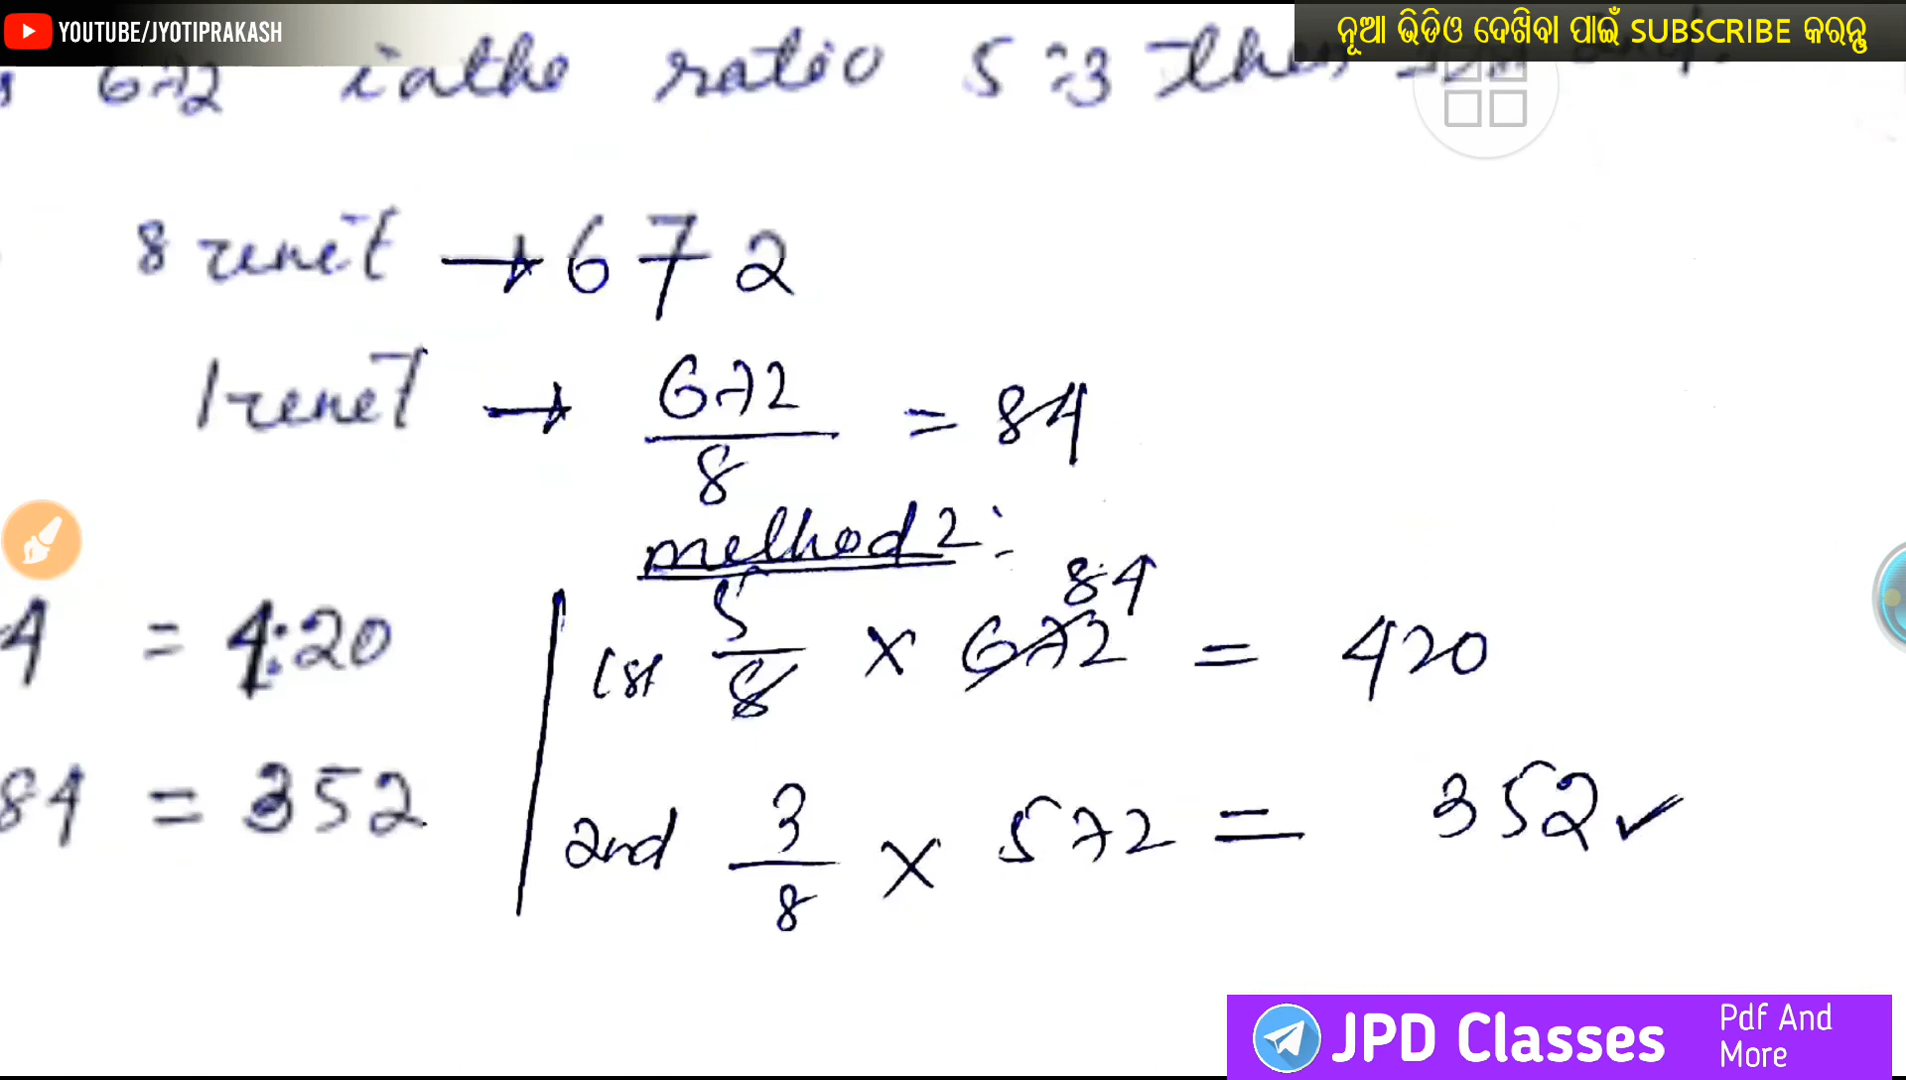 YOUTUBE/JYOTIPRAKASH
ନୂଆ ଭିଡିଓ ଦେଖିବା ପାଇଁ SUBSCRIBE କରନ୍ତୁ
672 in the ratio 5:3 then
8 unit → 672
1 unit → 672/8 = 84
method 2:
4 = 420
84 = 352
1st 5/8 × 672 84 = 420
2nd 3/8 × 572 = 352 ✓
JPD Classes
Pdf And
More